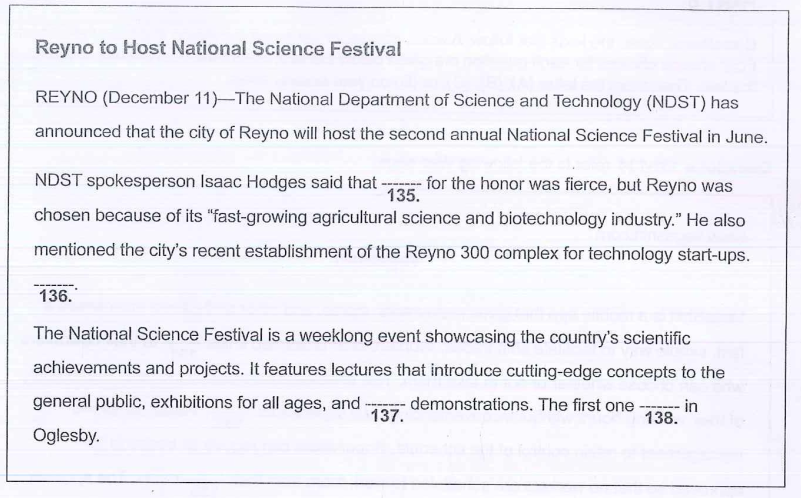 Reyno to Host National Science Festival
REYNO (December 11)—The National Department of Science and Technology (NDST) has
announced that the city of Reyno will host the second annual National Science Festival in June.
NDST spokesperson Isaac Hodges said that ------- for the honor was fierce, but Reyno was
135.
chosen because of its "fast-growing agricultural science and biotechnology industry." He also
mentioned the city's recent establishment of the Reyno 300 complex for technology start-ups.
-------.
136.
The National Science Festival is a weeklong event showcasing the country's scientific
achievements and projects. It features lectures that introduce cutting-edge concepts to the
general public, exhibitions for all ages, and ------- demonstrations. The first one ------- in
137. 138.
Oglesby.